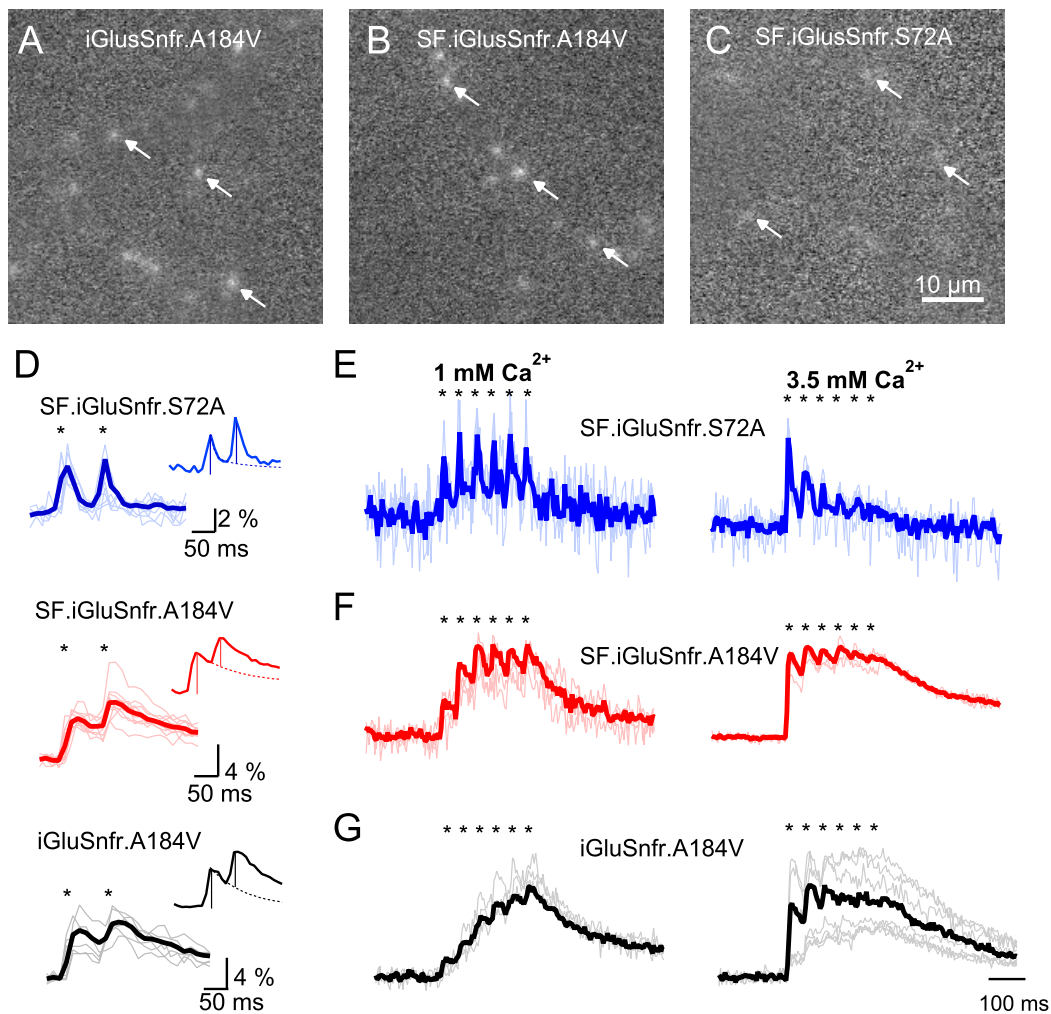 A
iGlusSnfr.A184V
B
SF.iGlusSnfr.A184V
C
SF.iGlusSnfr.S72A
10 µm
D
SF.iGluSnfr.S72A
* *
2 %
50 ms
SF.iGluSnfr.A184V
* *
4 %
50 ms
iGluSnfr.A184V
* *
4 %
50 ms
E
1 mM Ca²⁺
* * * * * *
3.5 mM Ca²⁺
* * * * * *
SF.iGluSnfr.S72A
F
* * * * * *
* * * * * *
SF.iGluSnfr.A184V
G
* * * * * *
* * * * * *
iGluSnfr.A184V
100 ms